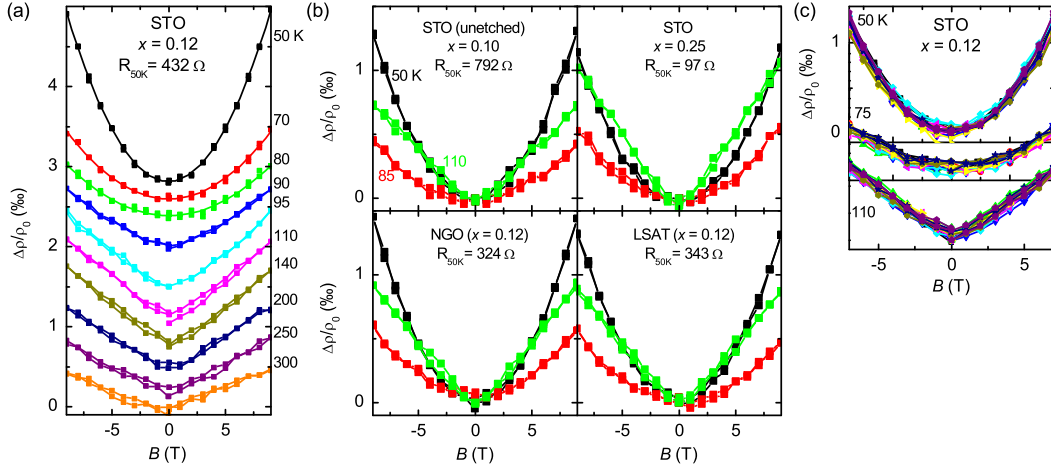 (a)
STO
x = 0.12
R50K= 432 Ω
50 K
70
80
90
95
110
140
200
250
300
4
3
2
1
0
Δρ/ρ0 (‰)
-5
0
5
B (T)
(b)
STO (unetched)
x = 0.10
R50K= 792 Ω
50 K
110
85
STO
x = 0.25
R50K= 97 Ω
1
0
Δρ/ρ0 (‰)
NGO (x = 0.12)
R50K= 324 Ω
LSAT (x = 0.12)
R50K= 343 Ω
1
0
Δρ/ρ0 (‰)
-5
0
5
-5
0
5
B (T)
B (T)
(c)
50 K
STO
x = 0.12
75
110
1
0
Δρ/ρ0 (‰)
-5
0
5
B (T)